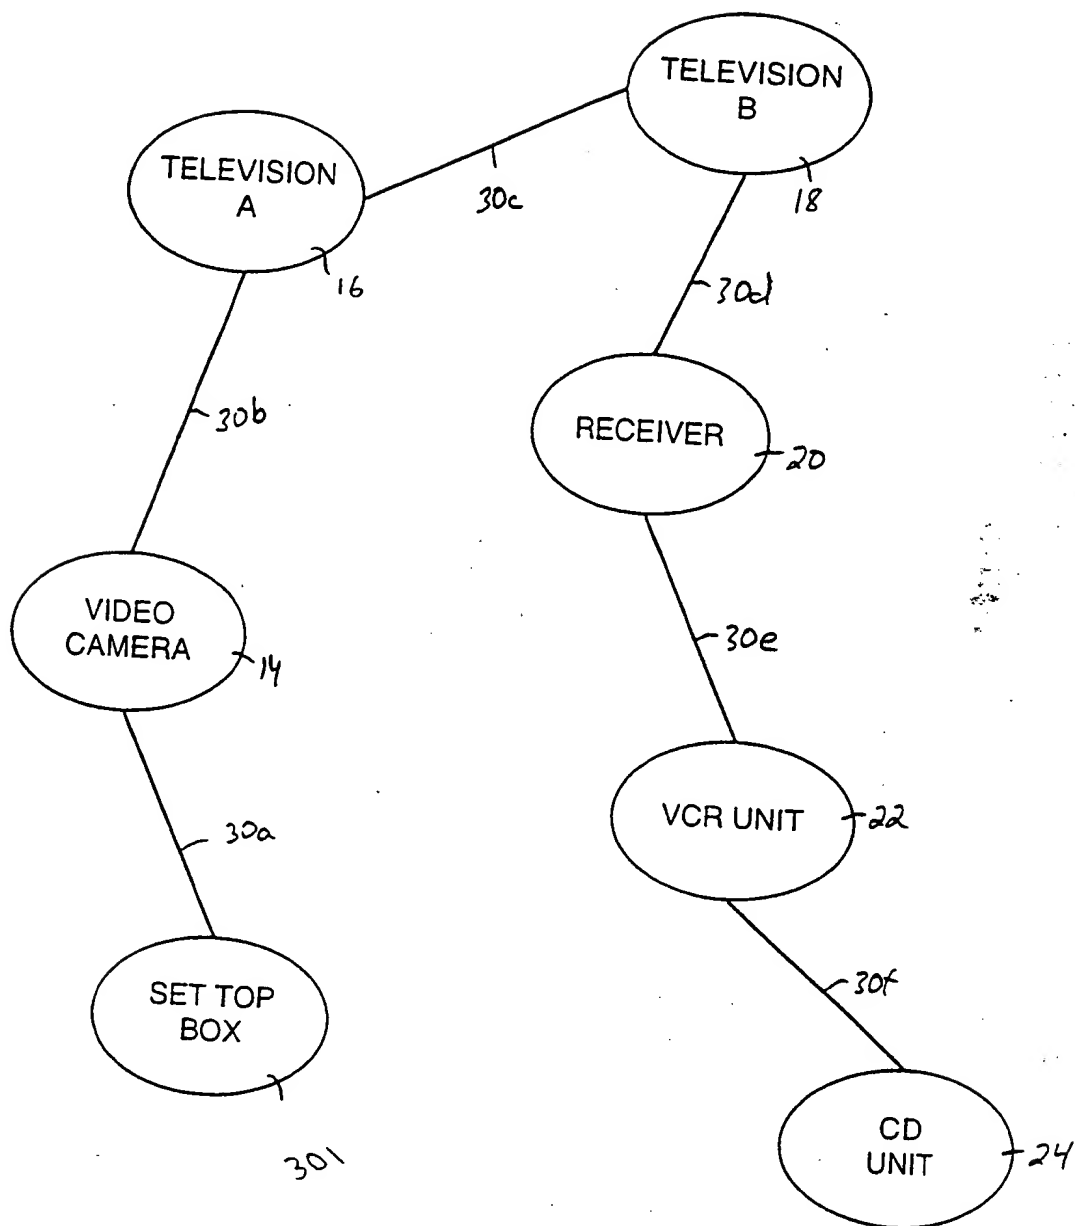 TELEVISION
B
18
TELEVISION
A
16
30c
30d
30b
RECEIVER
20
VIDEO
CAMERA
14
30e
VCR UNIT
22
30a
SET TOP
BOX
301
30f
CD
UNIT
24